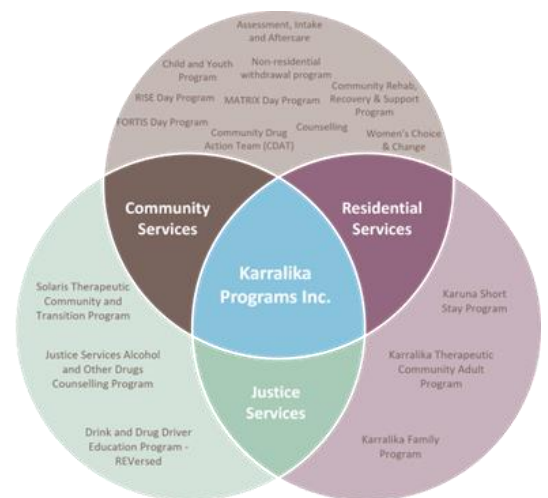 Assessment, Intake
and Aftercare
Child and Youth
Program
Non-residential
withdrawal program
Community Rehab,
Recovery & Support
Program
RISE Day Program
MATRIX Day Program
FORTIS Day Program
Community Drug
Action Team (CDAT)
Counselling
Women's Choice
& Change
Community
Services
Residential
Services
Karralika
Programs Inc.
Solaris Therapeutic
Community and
Transition Program
Karuna Short
Stay Program
Justice Services Alcohol
and Other Drugs
Counselling Program
Karralika Therapeutic
Community Adult
Program
Justice
Services
Drink and Drug Driver
Education Program -
REVersed
Karralika Family
Program